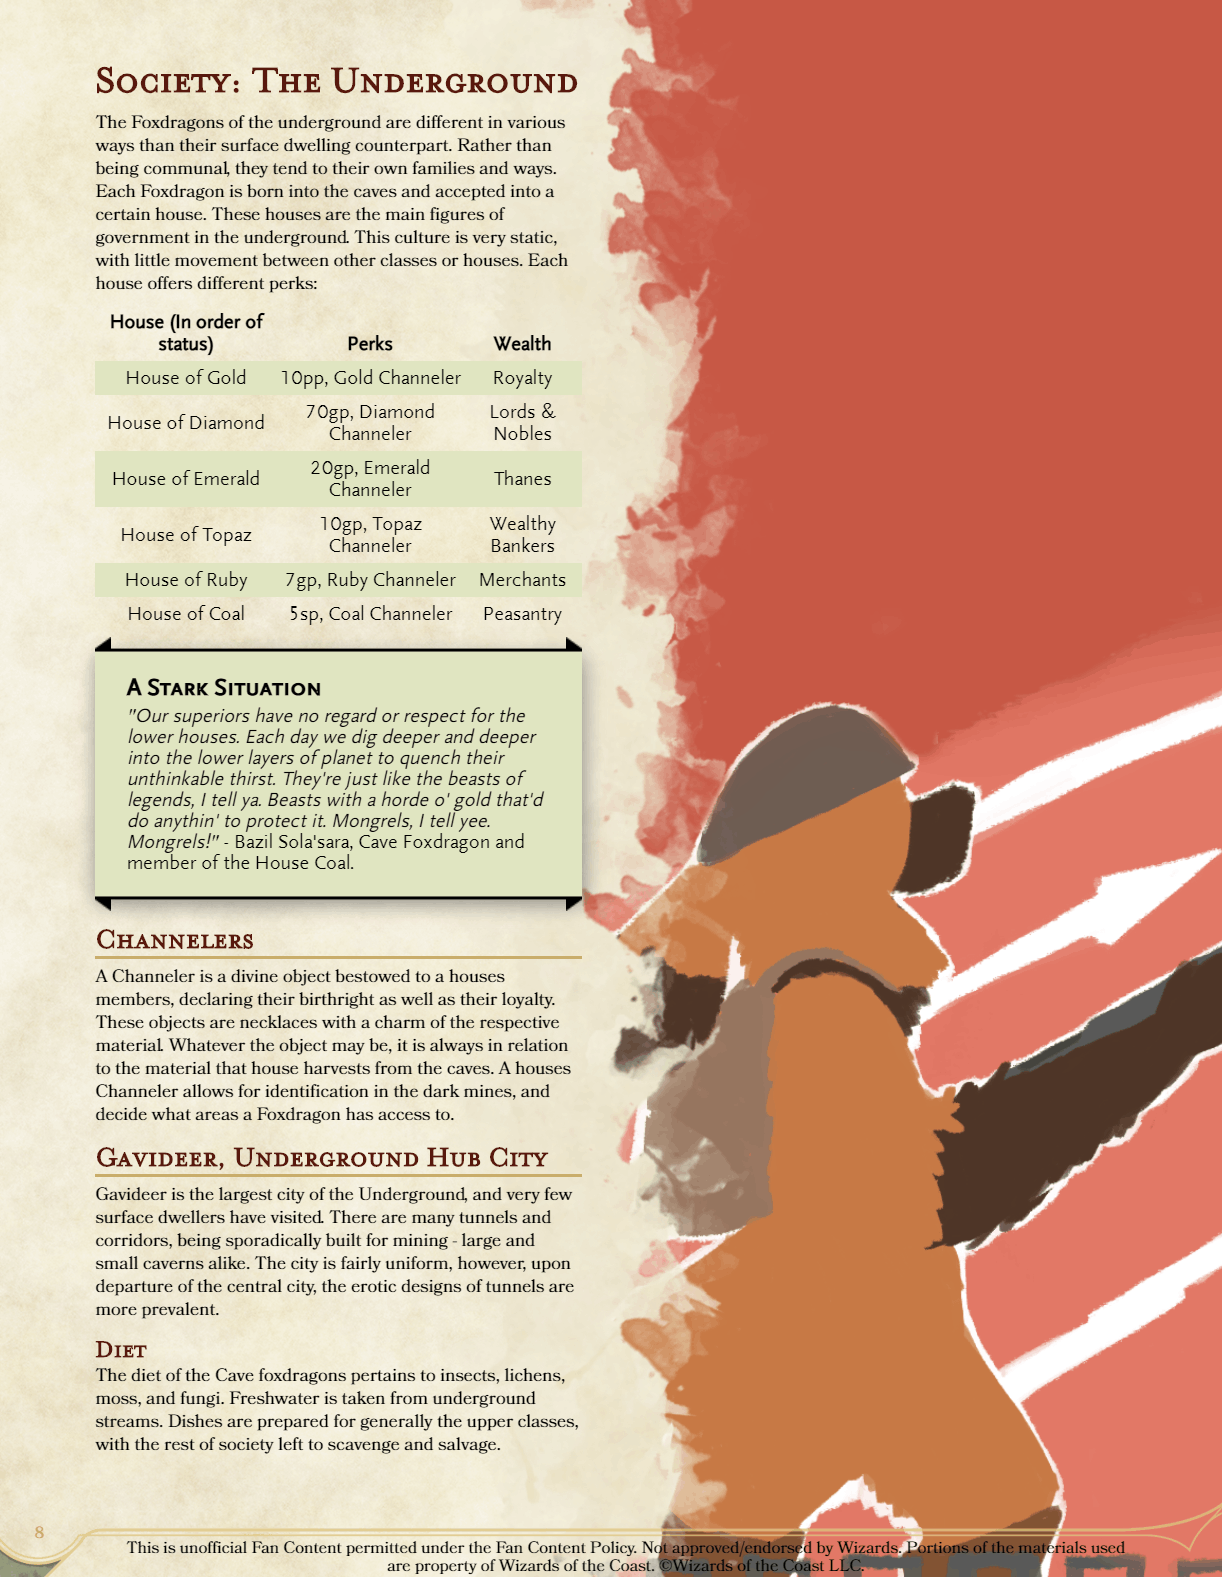 Society: The Underground
The Foxdragons of the underground are different in various
ways than their surface dwelling counterpart. Rather than
being communal, they tend to their own families and ways.
Each Foxdragon is born into the caves and accepted into a
certain house. These houses are the main figures of
government in the underground. This culture is very static,
with little movement between other classes or houses. Each
house offers different perks:
House (In order of
status) Perks Wealth
House of Gold 10pp, Gold Channeler Royalty
House of Diamond 70gp, Diamond
Channeler Lords &
Nobles
House of Emerald 20gp, Emerald
Channeler Thanes
House of Topaz 10gp, Topaz
Channeler Wealthy
Bankers
House of Ruby 7gp, Ruby Channeler Merchants
House of Coal 5sp, Coal Channeler Peasantry
A Stark Situation
"Our superiors have no regard or respect for the
lower houses. Each day we dig deeper and deeper
into the lower layers of planet to quench their
unthinkable thirst. They're just like the beasts of
legends, I tell ya. Beasts with a horde o' gold that'd
do anythin' to protect it. Mongrels, I tell yee.
Mongrels!" - Bazil Sola'sara, Cave Foxdragon and
member of the House Coal.
Channelers
A Channeler is a divine object bestowed to a houses
members, declaring their birthright as well as their loyalty.
These objects are necklaces with a charm of the respective
material. Whatever the object may be, it is always in relation
to the material that house harvests from the caves. A houses
Channeler allows for identification in the dark mines, and
decide what areas a Foxdragon has access to.
Gavideer, Underground Hub City
Gavideer is the largest city of the Underground, and very few
surface dwellers have visited. There are many tunnels and
corridors, being sporadically built for mining - large and
small caverns alike. The city is fairly uniform, however, upon
departure of the central city, the erotic designs of tunnels are
more prevalent.
Diet
The diet of the Cave foxdragons pertains to insects, lichens,
moss, and fungi. Freshwater is taken from underground
streams. Dishes are prepared for generally the upper classes,
with the rest of society left to scavenge and salvage.
8
This is unofficial Fan Content permitted under the Fan Content Policy. Not approved/endorsed by Wizards. Portions of the materials used
are property of Wizards of the Coast. ©Wizards of the Coast LLC.